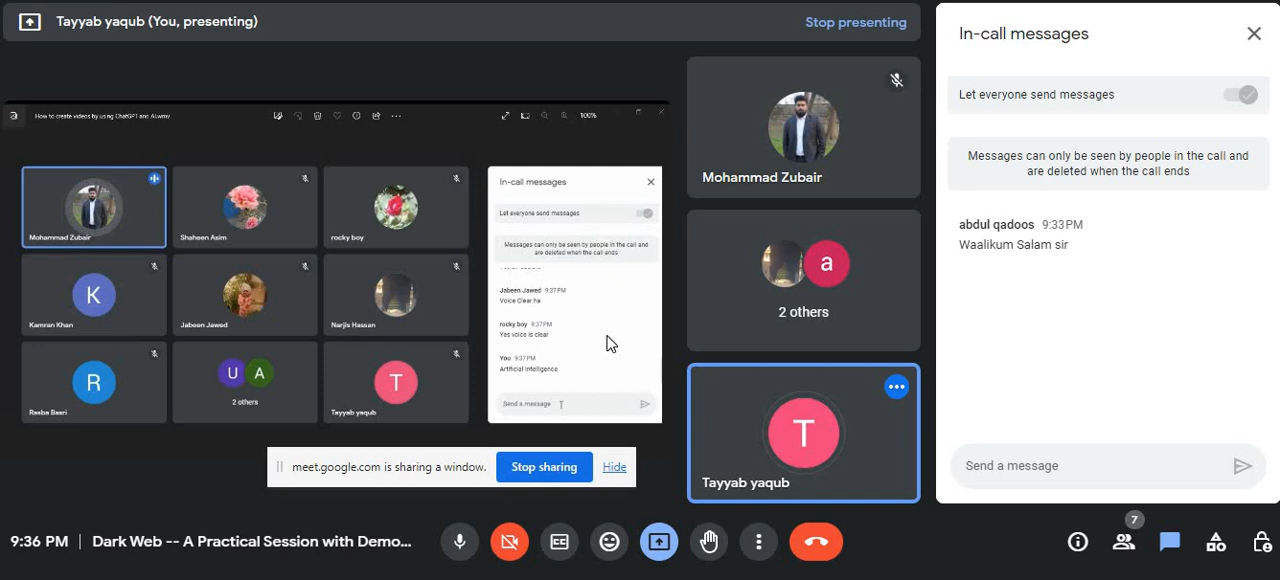 Tayyab yaqub (You, presenting)
Stop presenting
How to create videos by using ChatGPT and AI.wmv
100%
Mohammad Zubair
Shaheen Asim
rocky boy
K
Kamran Khan
Jabeen Jawed
Narjis Hassan
R
U A
2 others
T
Tayyab yaqub
In-call messages
Let everyone send messages
Messages can only be seen by people in the call and
are deleted when the call ends
Jabeen Jawed 9:37 PM
Voice Clear ha
rocky boy 9:37 PM
Yes voice is clear
You 9:37 PM
Artificial intelligence
Send a message
meet.google.com is sharing a window.
Stop sharing
Hide
Mohammad Zubair
a
2 others
T
Tayyab yaqub
In-call messages
Let everyone send messages
Messages can only be seen by people in the call and
are deleted when the call ends
abdul qadoos 9:33 PM
Waalikum Salam sir
Send a message
9:36 PM | Dark Web -- A Practical Session with Demo...
7